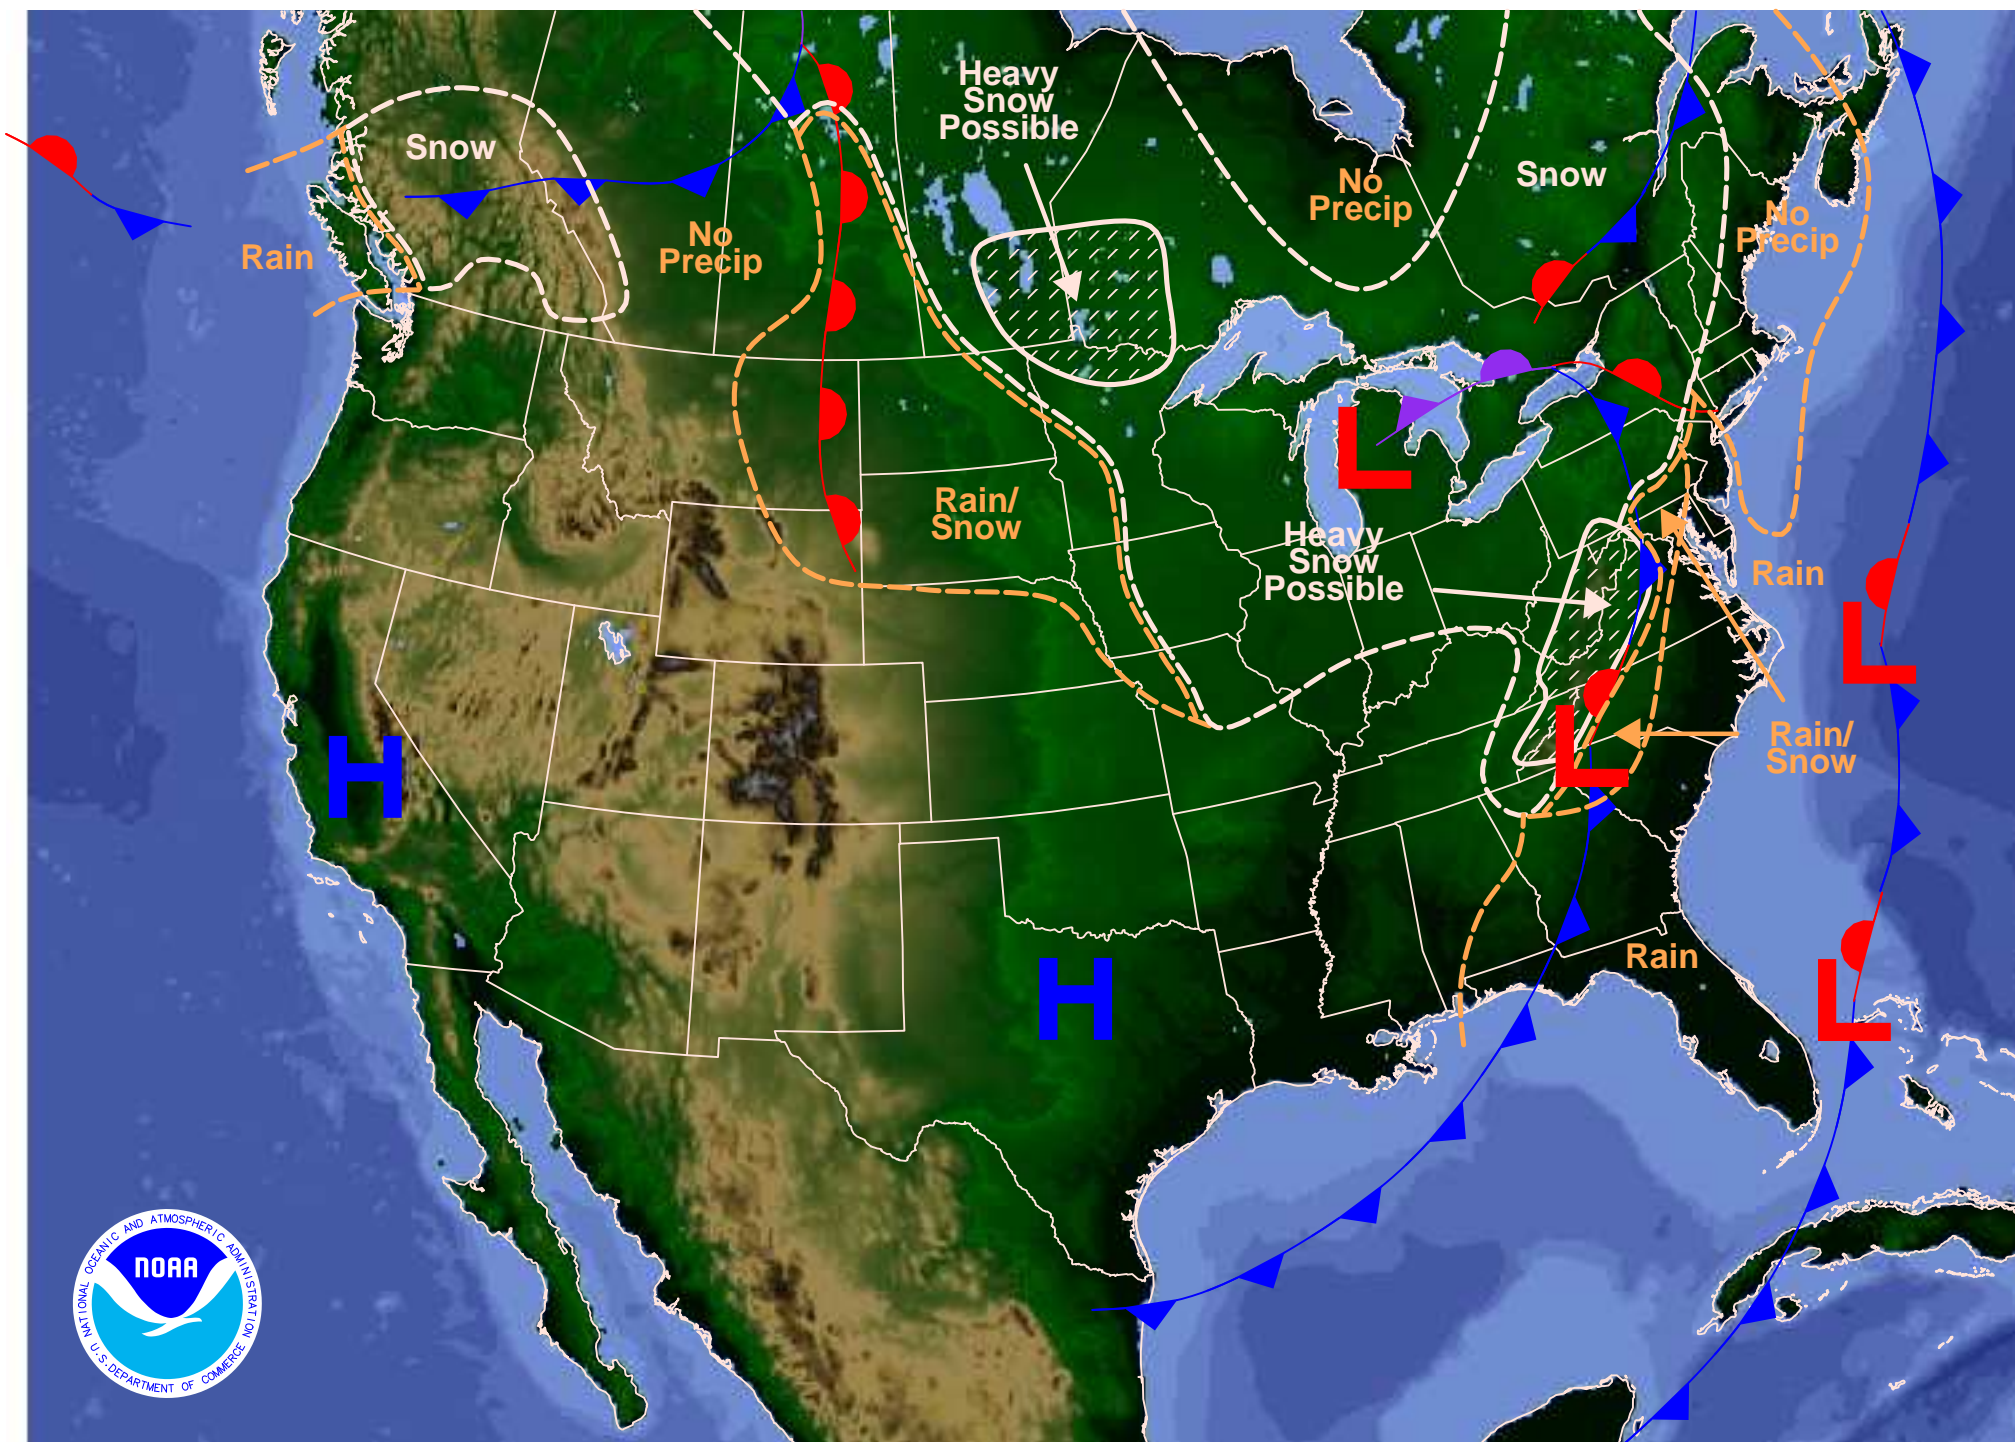 Heavy
Snow
Possible
Snow
No
Precip
Snow
No
Precip
No
Precip
Rain
Rain/
Snow
Heavy
Snow
Possible
Rain
Rain/
Snow
Rain
L
L
L
L
L
H
H
NATIONAL OCEANIC AND ATMOSPHERIC ADMINISTRATION
NOAA
U.S. DEPARTMENT OF COMMERCE